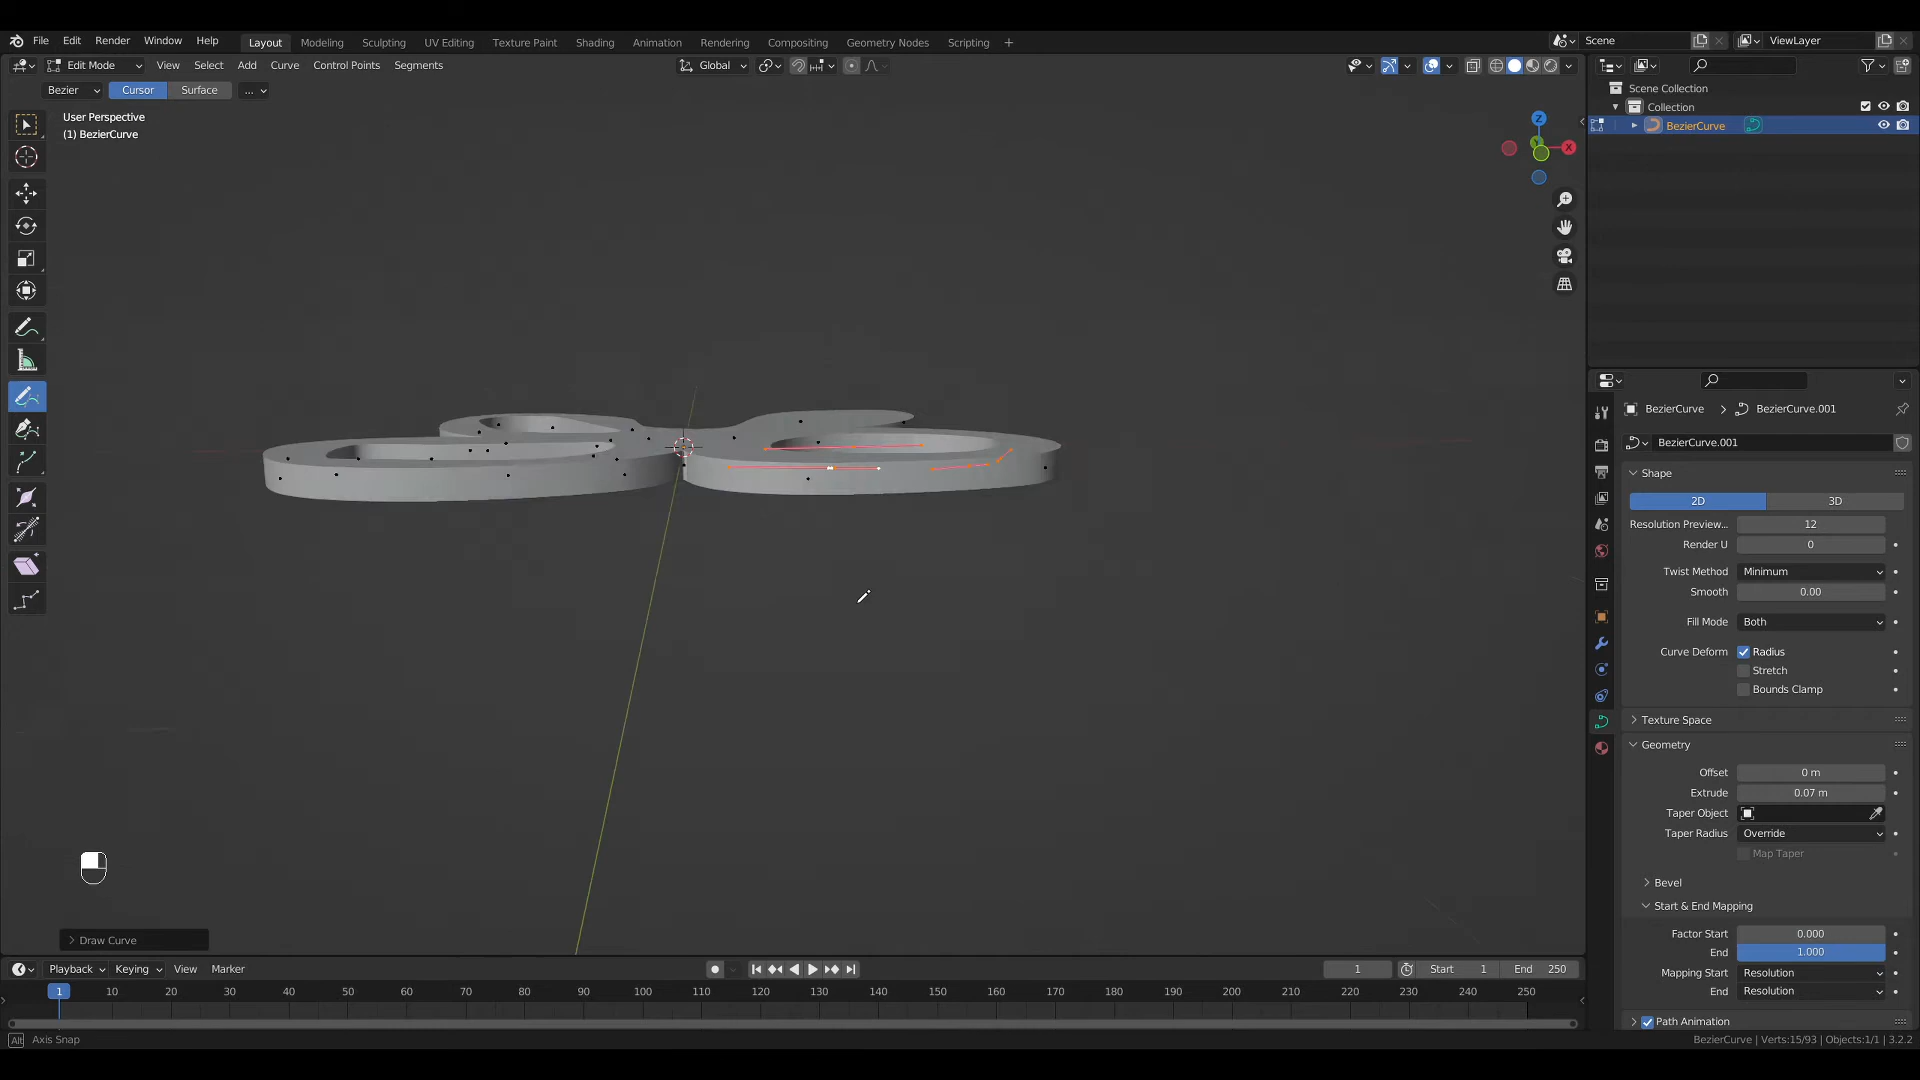 File Edit Render Window Help Layout Modeling Sculpting UV Editing Texture Paint Shading Animation Rendering Compositing Geometry Nodes Scripting + Scene ViewLayer
Edit Mode View Select Add Curve Control Points Segments Global
Bezier Cursor Surface ...
User Perspective
(1) BezierCurve
Z
X
Scene Collection
Collection
BezierCurve
BezierCurve BezierCurve.001
BezierCurve.001
Shape
2D 3D
Resolution Preview... 12
Render U 0
Twist Method Minimum
Smooth 0.00
Fill Mode Both
Curve Deform Radius
Stretch
Bounds Clamp
Texture Space
Geometry
Offset 0 m
Extrude 0.07 m
Taper Object
Taper Radius Override
Map Taper
Bevel
Start & End Mapping
Factor Start 0.000
End 1.000
Mapping Start Resolution
End Resolution
Path Animation
Draw Curve
Playback Keying View Marker 1 Start 1 End 250
1 10 20 30 40 50 60 70 80 90 100 110 120 130 140 150 160 170 180 190 200 210 220 230 240 250
Alt Axis Snap BezierCurve | Verts:15/93 | Objects:1/1 | 3.2.2